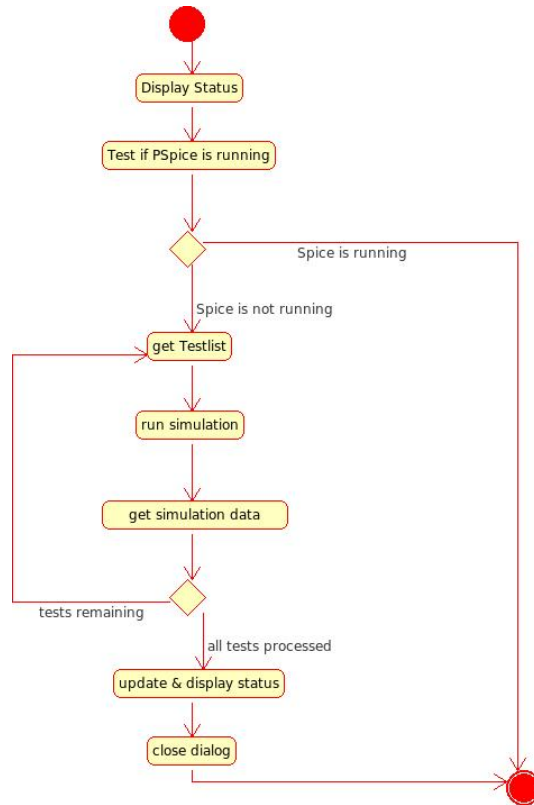 Display Status
Test if PSpice is running
Spice is running
Spice is not running
get Testlist
run simulation
get simulation data
tests remaining
all tests processed
update & display status
close dialog